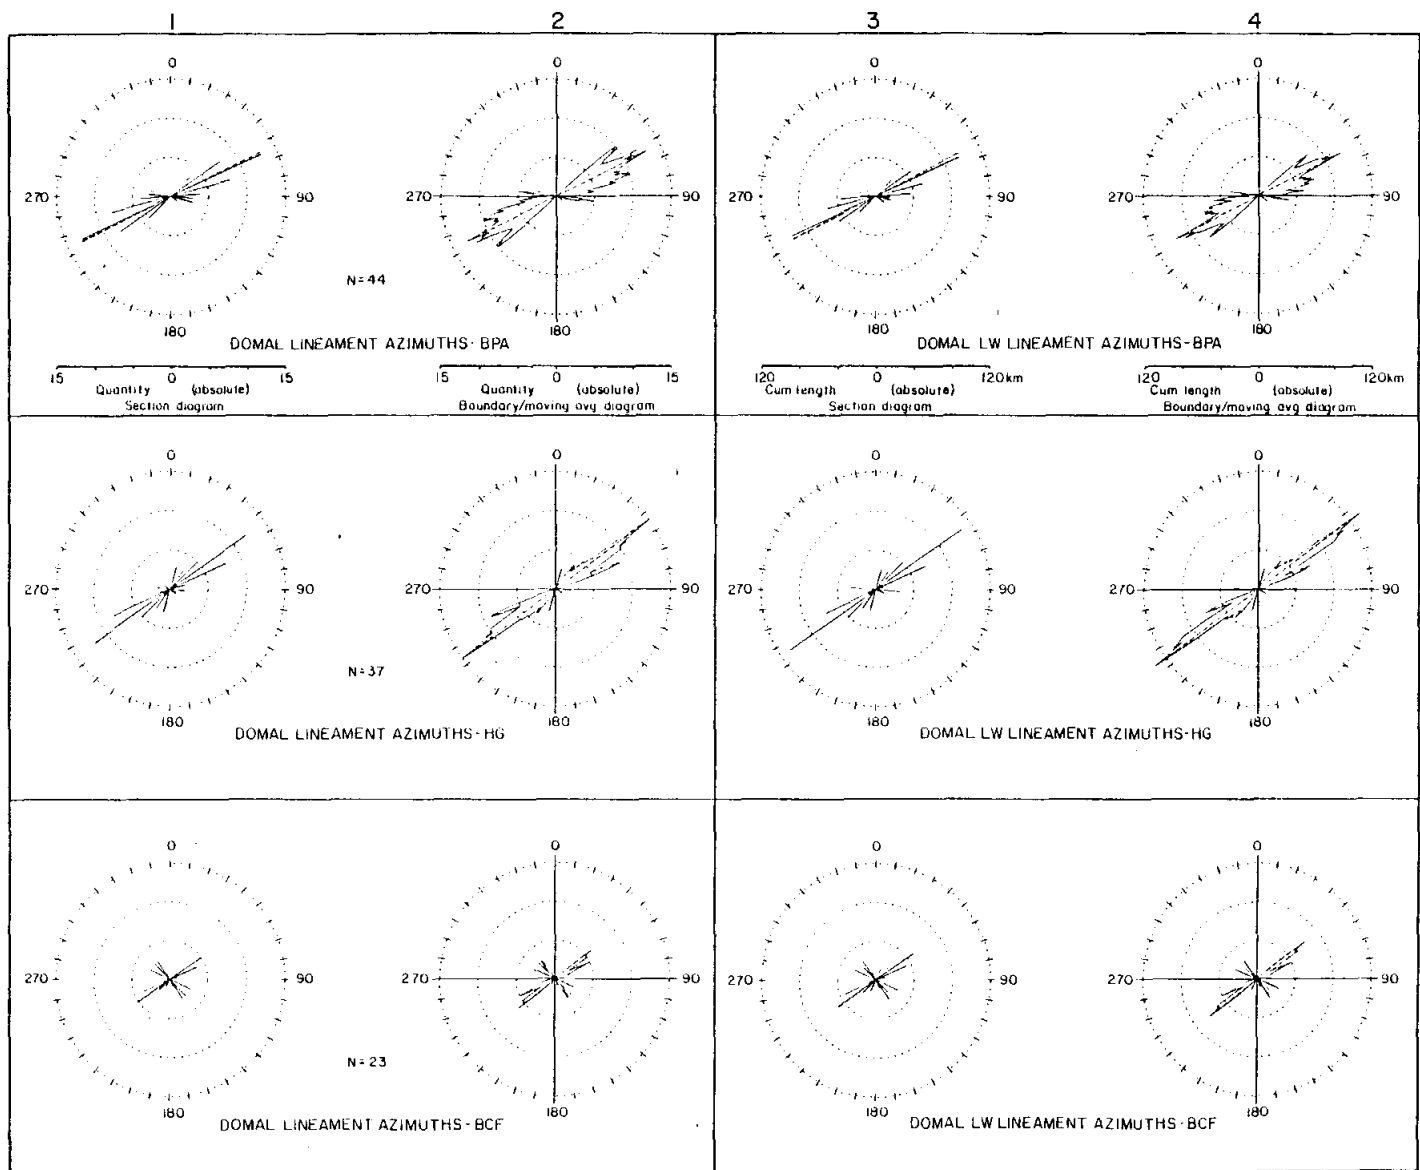 1 2 3 4
0 0 0 0
270 90 270 90 270 90 270 90
N=44
180 180 180 180
DOMAL LINEAMENT AZIMUTHS-BPA DOMAL LW LINEAMENT AZIMUTHS-BPA
15 0 15 15 0 15 120 0 120km 120 0 120km
Quantity (absolute) Quantity (absolute) Cum length (absolute) Cum length (absolute)
Section diagram Boundary/moving avg diagram Section diagram Boundary/moving avg diagram
0 0 0 0
270 90 270 90 270 90 270 90
N=37
180 180 180 180
DOMAL LINEAMENT AZIMUTHS-HG DOMAL LW LINEAMENT AZIMUTHS-HG
0 0 0 0
270 90 270 90 270 90 270 90
N=23
180 180 180 180
DOMAL LINEAMENT AZIMUTHS-BCF DOMAL LW LINEAMENT AZIMUTHS-BCF